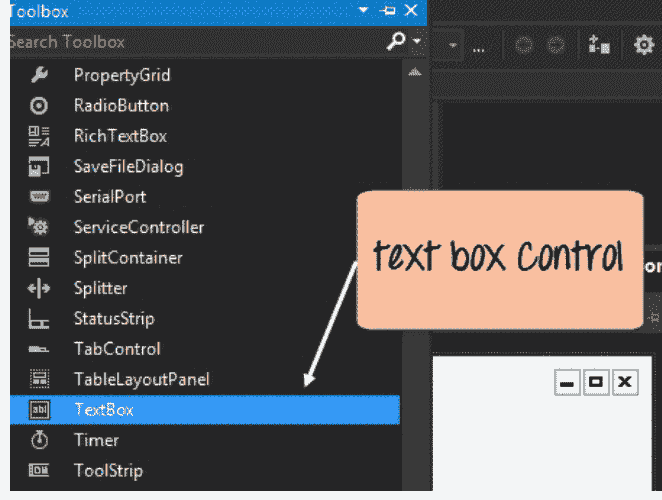 Toolbox
Search Toolbox
PropertyGrid
RadioButton
RichTextBox
SaveFileDialog
SerialPort
ServiceController
SplitContainer
Splitter
StatusStrip
TabControl
TableLayoutPanel
abl TextBox
Timer
ToolStrip
text box Control